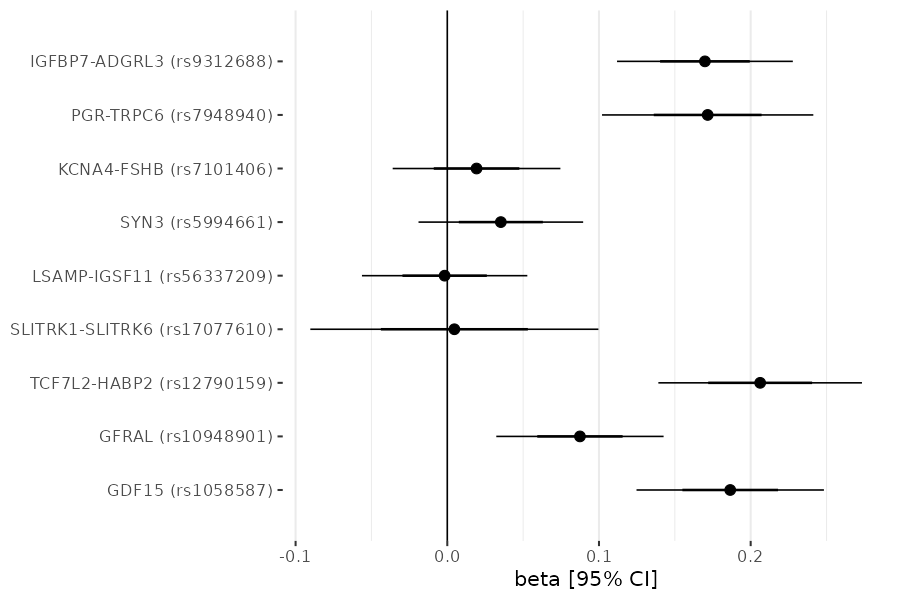 IGFBP7-ADGRL3 (rs9312688)
PGR-TRPC6 (rs7948940)
KCNA4-FSHB (rs7101406)
SYN3 (rs5994661)
LSAMP-IGSF11 (rs56337209)
SLITRK1-SLITRK6 (rs17077610)
TCF7L2-HABP2 (rs12790159)
GFRAL (rs10948901)
GDF15 (rs1058587)
-0.1 0.0 0.1 0.2
beta [95% CI]